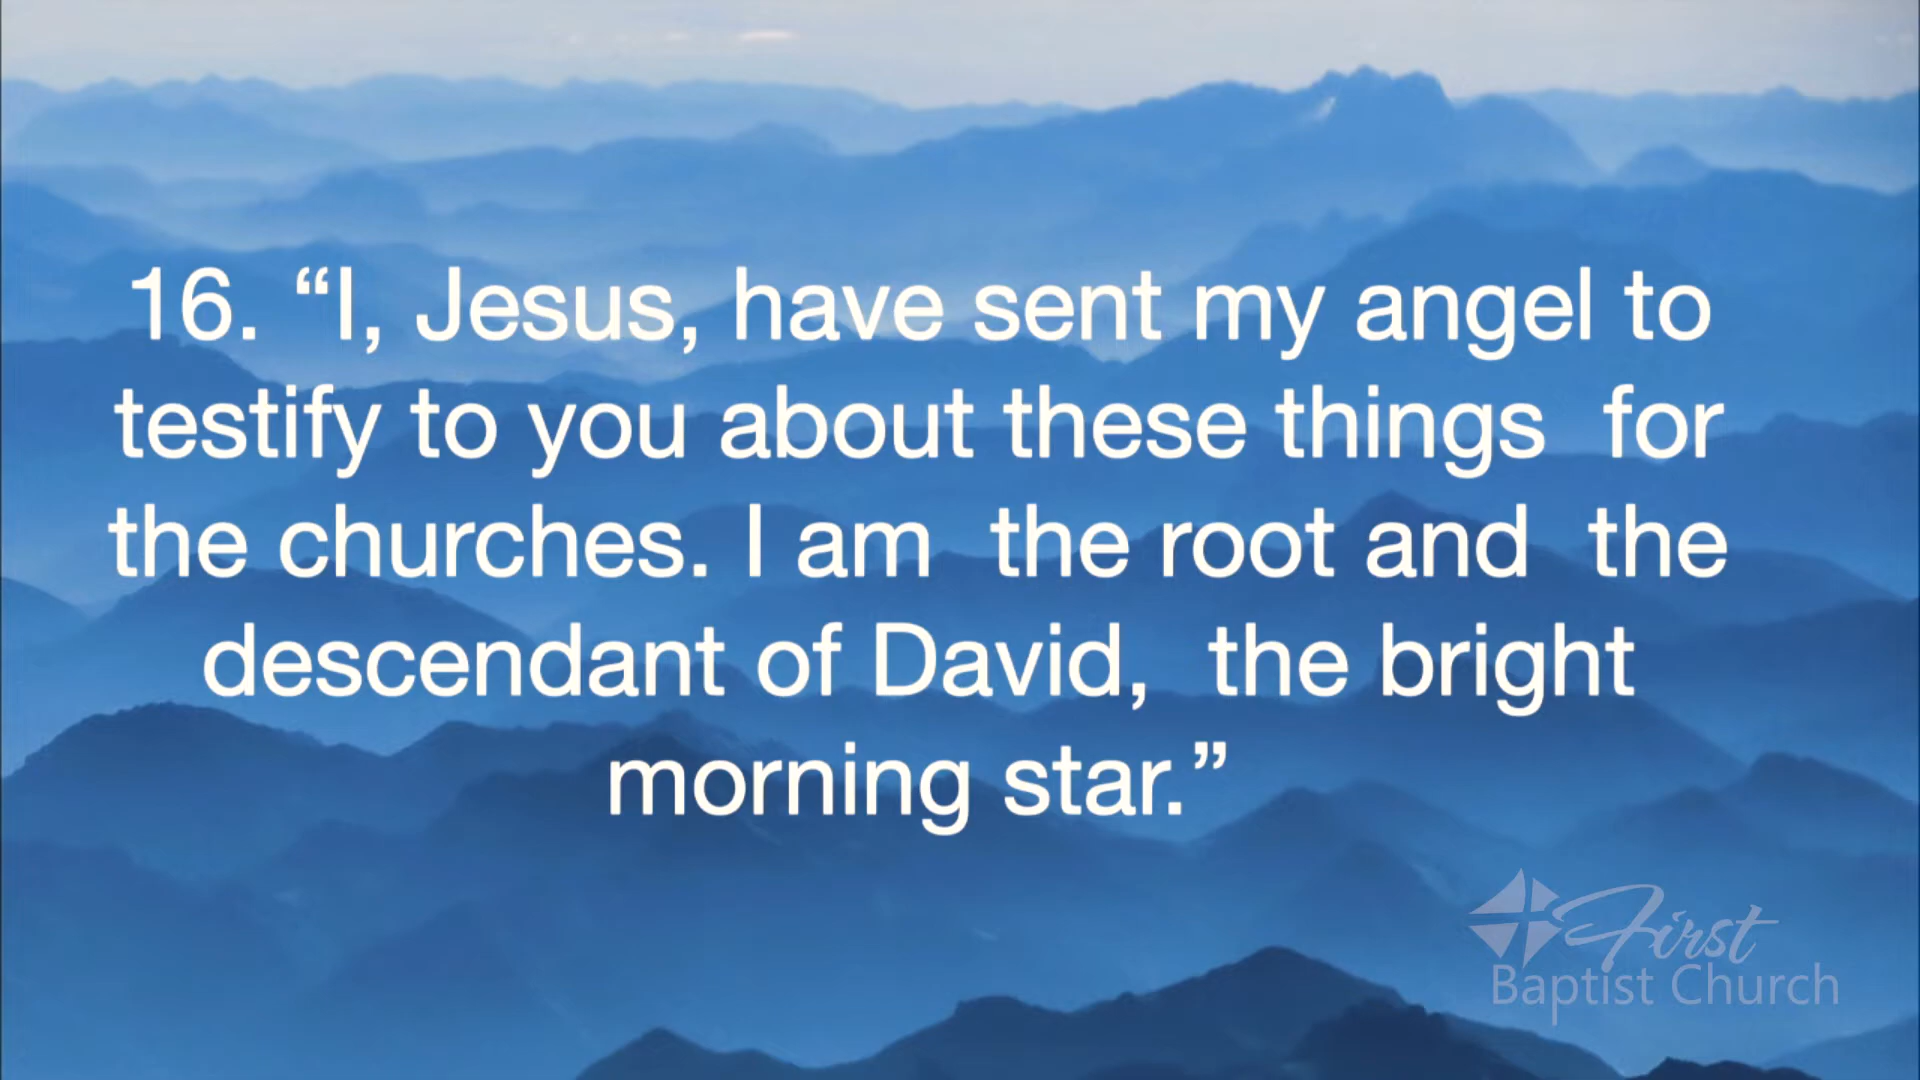 16. “I, Jesus, have sent my angel to
testify to you about these things  for
the churches. I am  the root and  the
descendant of David,  the bright
morning star.”
First
Baptist Church